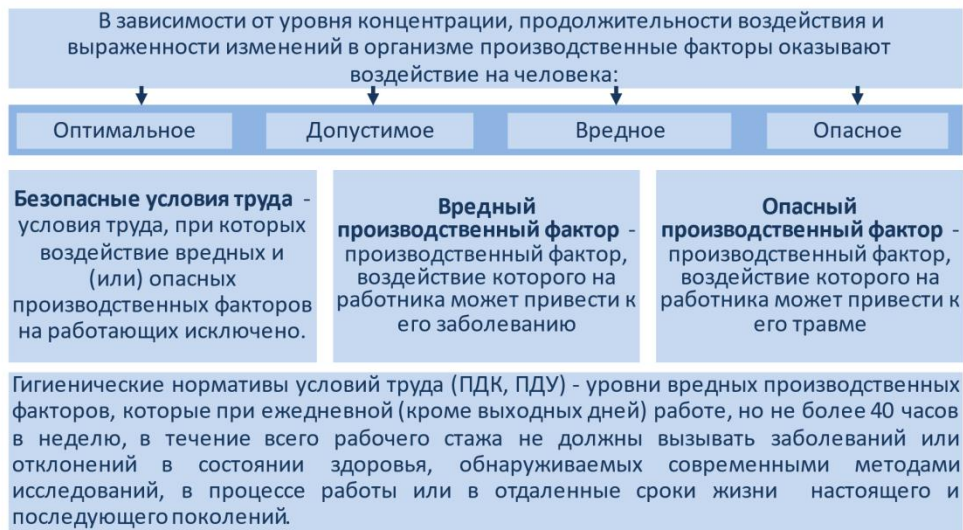 В зависимости от уровня концентрации, продолжительности воздействия и
выраженности изменений в организме производственные факторы оказывают
воздействие на человека:
Оптимальное
Допустимое
Вредное
Опасное
Безопасные условия труда -
условия труда, при которых
воздействие вредных и
(или) опасных
производственных факторов
на работающих исключено.
Вредный
производственный фактор -
производственный фактор,
воздействие которого на
работника может привести к
его заболеванию
Опасный
производственный фактор -
производственный фактор,
воздействие которого на
работника может привести к
его травме
Гигиенические нормативы условий труда (ПДК, ПДУ) - уровни вредных производственных
факторов, которые при ежедневной (кроме выходных дней) работе, но не более 40 часов
в неделю, в течение всего рабочего стажа не должны вызывать заболеваний или
отклонений в состоянии здоровья, обнаруживаемых современными методами
исследований, в процессе работы или в отдаленные сроки жизни настоящего и
последующего поколений.